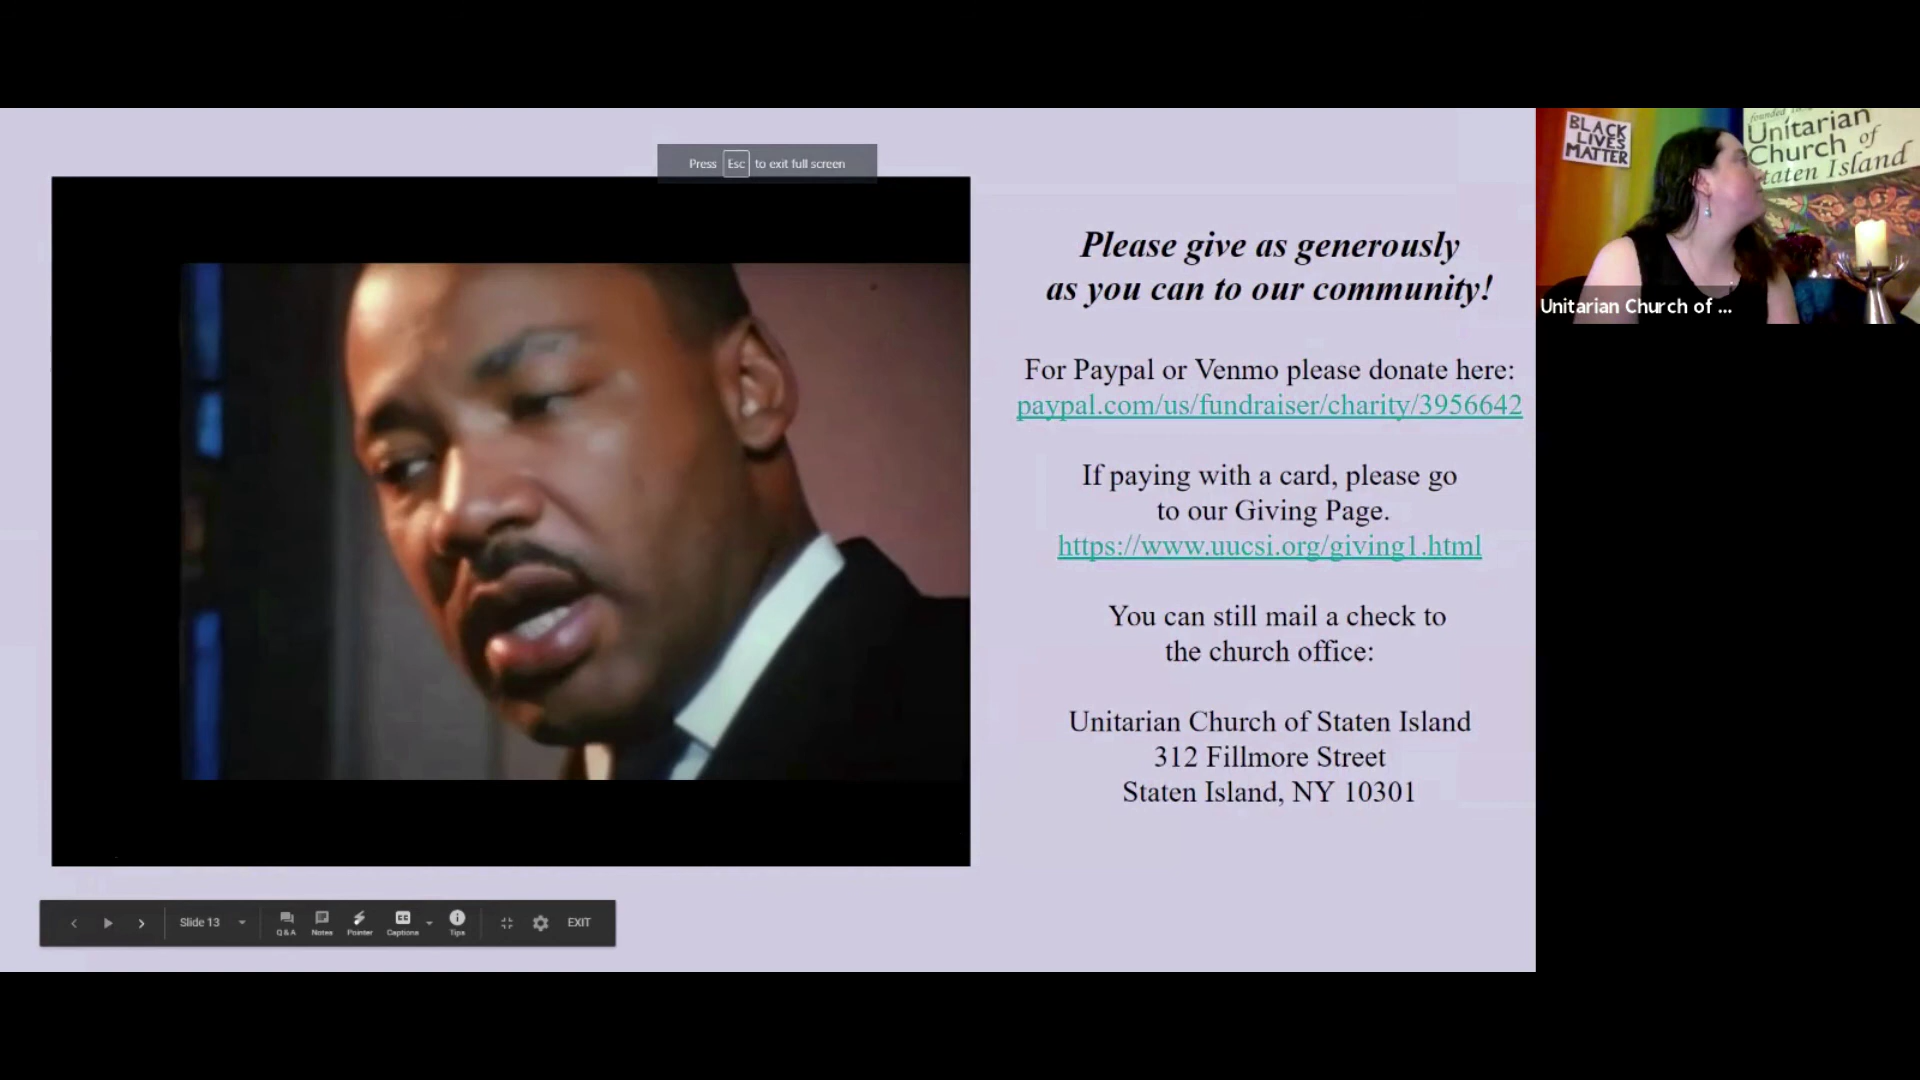 Press Esc to exit full screen
Please give as generously
as you can to our community!
For Paypal or Venmo please donate here:
paypal.com/us/fundraiser/charity/3956642
If paying with a card, please go
to our Giving Page.
https://www.uucsi.org/giving1.html
You can still mail a check to
the church office:
Unitarian Church of Staten Island
312 Fillmore Street
Staten Island, NY 10301
Slide 13
Q&A
Notes
Pointer
CC
Captions
Tips
EXIT
BLACK
LIVES
MATTER
founded
Unitarian
Church of
taten Island
Unitarian Church of ...